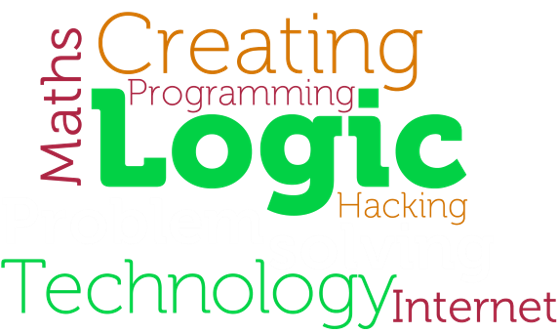 Creating
Maths
Programming
Logic
Hacking
Technology
Internet